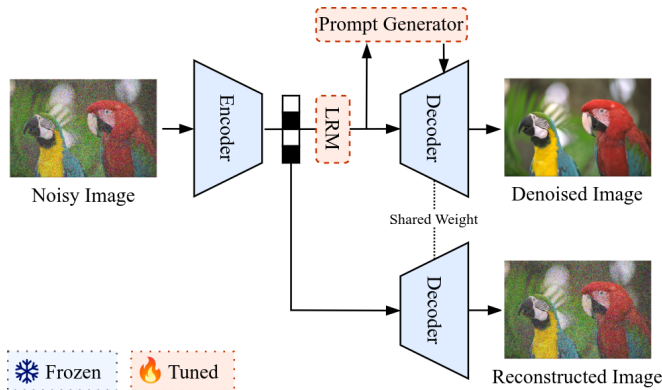 Prompt Generator
Encoder
LRM
Decoder
Noisy Image
Denoised Image
Shared Weight
Decoder
Reconstructed Image
Frozen
Tuned